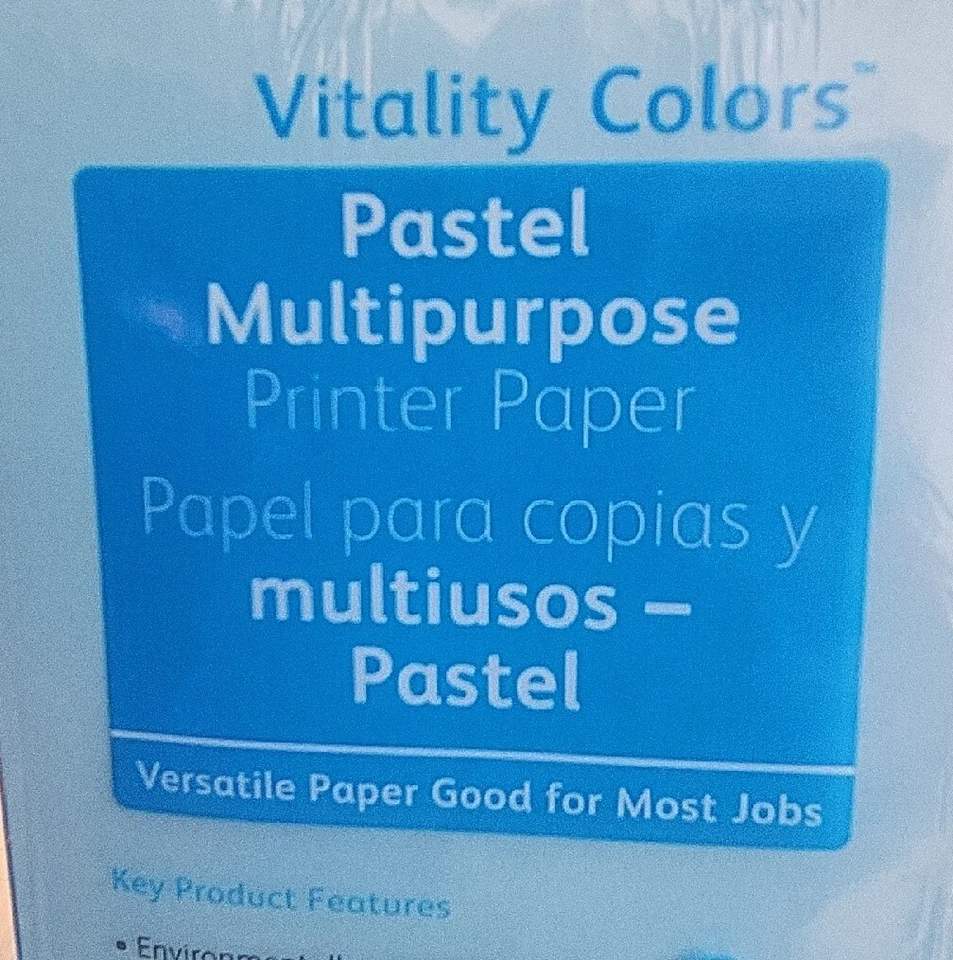 Vitality Colors™
Pastel
Multipurpose
Printer Paper
Papel para copias y
multiusos –
Pastel
Versatile Paper Good for Most Jobs
Key Product Features